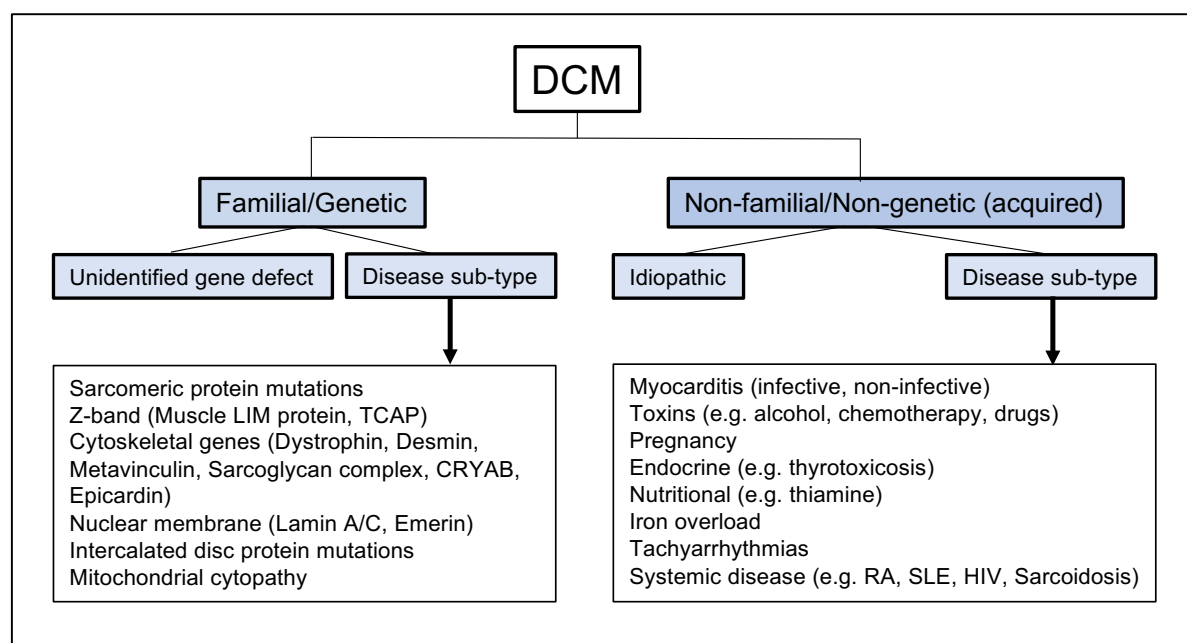 DCM
Familial/Genetic
Non-familial/Non-genetic (acquired)
Unidentified gene defect
Disease sub-type
Idiopathic
Disease sub-type
Sarcomeric protein mutations
Z-band (Muscle LIM protein, TCAP)
Cytoskeletal genes (Dystrophin, Desmin,
Metavinculin, Sarcoglycan complex, CRYAB,
Epicardin)
Nuclear membrane (Lamin A/C, Emerin)
Intercalated disc protein mutations
Mitochondrial cytopathy
Myocarditis (infective, non-infective)
Toxins (e.g. alcohol, chemotherapy, drugs)
Pregnancy
Endocrine (e.g. thyrotoxicosis)
Nutritional (e.g. thiamine)
Iron overload
Tachyarrhythmias
Systemic disease (e.g. RA, SLE, HIV, Sarcoidosis)